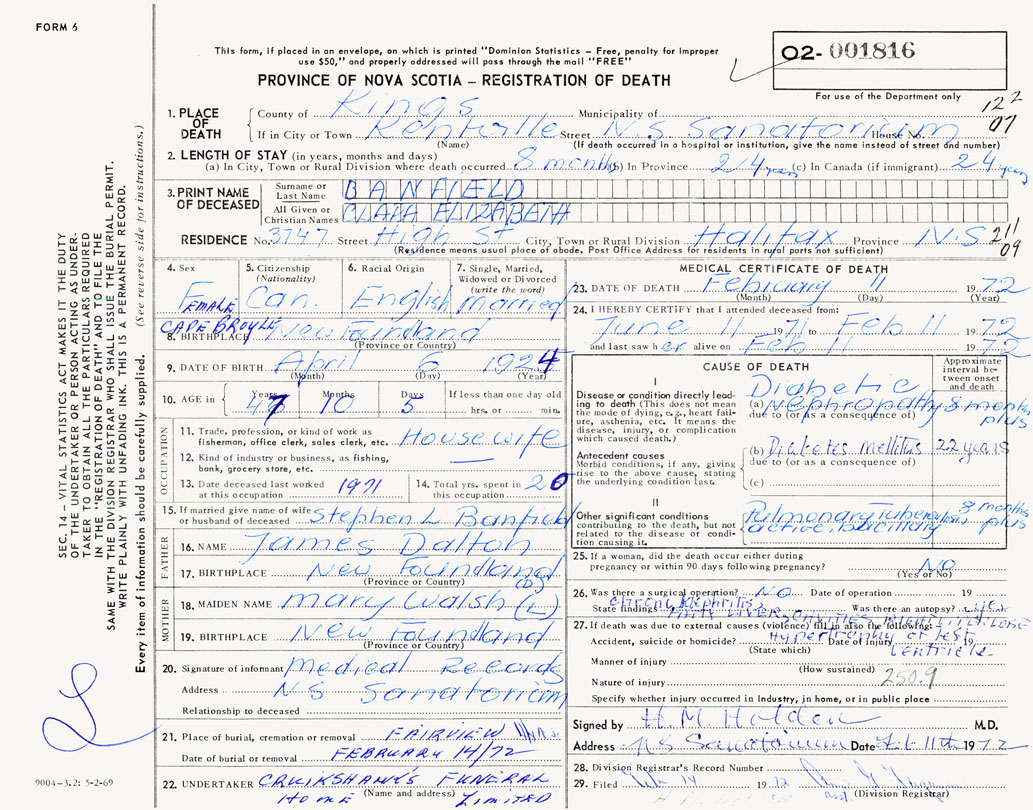 FORM 6
This form, if placed in an envelope, on which is printed "Dominion Statistics – Free, penalty for improper
use $50," and properly addressed will pass through the mail "FREE"
PROVINCE OF NOVA SCOTIA – REGISTRATION OF DEATH
O2- 001816
For use of the Department only
122
07
1. PLACE OF DEATH
County of Kings Municipality of
If in City or Town Kentville Street N.S. Sanatorium House No.
(Name) (If death occurred in a hospital or institution, give the name instead of street and number)
2. LENGTH OF STAY (in years, months and days)
(a) In City, Town or Rural Division where death occurred 8 months (b) In Province 24 yrs (c) In Canada (if immigrant) 24 yrs
3. PRINT NAME OF DECEASED
Surname or Last Name BANFIELD
All Given or Christian Names CLARA ELIZABETH
RESIDENCE No. 3747 Street High St City, Town or Rural Division Halifax Province N.S.
211
09
(Residence means usual place of abode. Post Office Address for residents in rural parts not sufficient)
4. Sex Female
5. Citizenship (Nationality) Can.
6. Racial Origin English
7. Single, Married, Widowed or Divorced (write the word) married
8. BIRTHPLACE CAPE BROYLE New Foundland
(Province or Country)
9. DATE OF BIRTH April 6 1924
(Month) (Day) (Year)
10. AGE in Years 47 Months 10 Days 5 If less than one day old hrs. or min.
OCCUPATION
11. Trade, profession, or kind of work as fisherman, office clerk, sales clerk, etc. Housewife
12. Kind of industry or business, as fishing, bank, grocery store, etc. —
13. Date deceased last worked at this occupation 1971
14. Total yrs. spent in this occupation 20
15. If married give name of wife or husband of deceased Stephen L. Banfield
FATHER
16. NAME James Dalton
17. BIRTHPLACE New Foundland (D)
(Province or Country)
MOTHER
18. MAIDEN NAME Mary Walsh (L)
19. BIRTHPLACE New Foundland
(Province or Country)
20. Signature of informant Medical Records
Address N S Sanatorium
Relationship to deceased
21. Place of burial, cremation or removal FAIRVIEW
Date of burial or removal FEBRUARY 14/72
22. UNDERTAKER CRUIKSHANKS FUNERAL
(Name and address)
HOME LIMITED
MEDICAL CERTIFICATE OF DEATH
23. DATE OF DEATH February 11 1972
(Month) (Day) (Year)
24. I HEREBY CERTIFY that I attended deceased from:
June 11 1971 to Feb 11 1972
and last saw her alive on Feb 11 1972
CAUSE OF DEATH
Approximate interval between onset and death
I
Disease or condition directly leading to death (This does not mean the mode of dying, e.g., heart failure, asthenia, etc. It means the disease, injury, or complication which caused death.)
(a) Diabetic Nephropathy 8 months plus
due to (or as a consequence of)
Antecedent causes
Morbid conditions, if any, giving rise to the above cause, stating the underlying condition last.
(b) Diabetes mellitus 22 years
due to (or as a consequence of)
(c)
II
Other significant conditions contributing to the death, but not related to the disease or condition causing it.
Pulmonary tuberculosis 8 months plus
active bacillary
25. If a woman, did the death occur either during pregnancy or within 90 days following pregnancy? NO
(Yes or No)
26. Was there a surgical operation? NO Date of operation 19
State findings chronic Nephritis Was there an autopsy? yes
FATTY LIVER CAVITIES RIGHT LOBE
27. If death was due to external causes (violence) fill in also the following:
Hypertrophy of left ventricle
Accident, suicide or homicide? Date of injury 19
(State which)
Manner of injury
(How sustained)
Nature of injury 250.9
Specify whether injury occurred in Industry, in home, or in public place
Signed by H. M. Holden M.D.
Address N S Sanatorium Date Feb 11th 1972
28. Division Registrar's Record Number
29. Filed Feb 14 1972
(Division Registrar)
SEC. 14 – VITAL STATISTICS ACT MAKES IT THE DUTY
OF THE UNDERTAKER OR PERSON ACTING AS UNDERTAKER
TO OBTAIN ALL THE PARTICULARS REQUIRED
IN THE "REGISTRATION OF DEATH" AND TO FILE THE
SAME WITH THE DIVISION REGISTRAR WHO SHALL ISSUE THE BURIAL PERMIT.
WRITE PLAINLY WITH UNFADING INK. THIS IS A PERMANENT RECORD.
Every item of information should be carefully supplied. (See reverse side for instructions.)
9004-3.2: 5-2-69